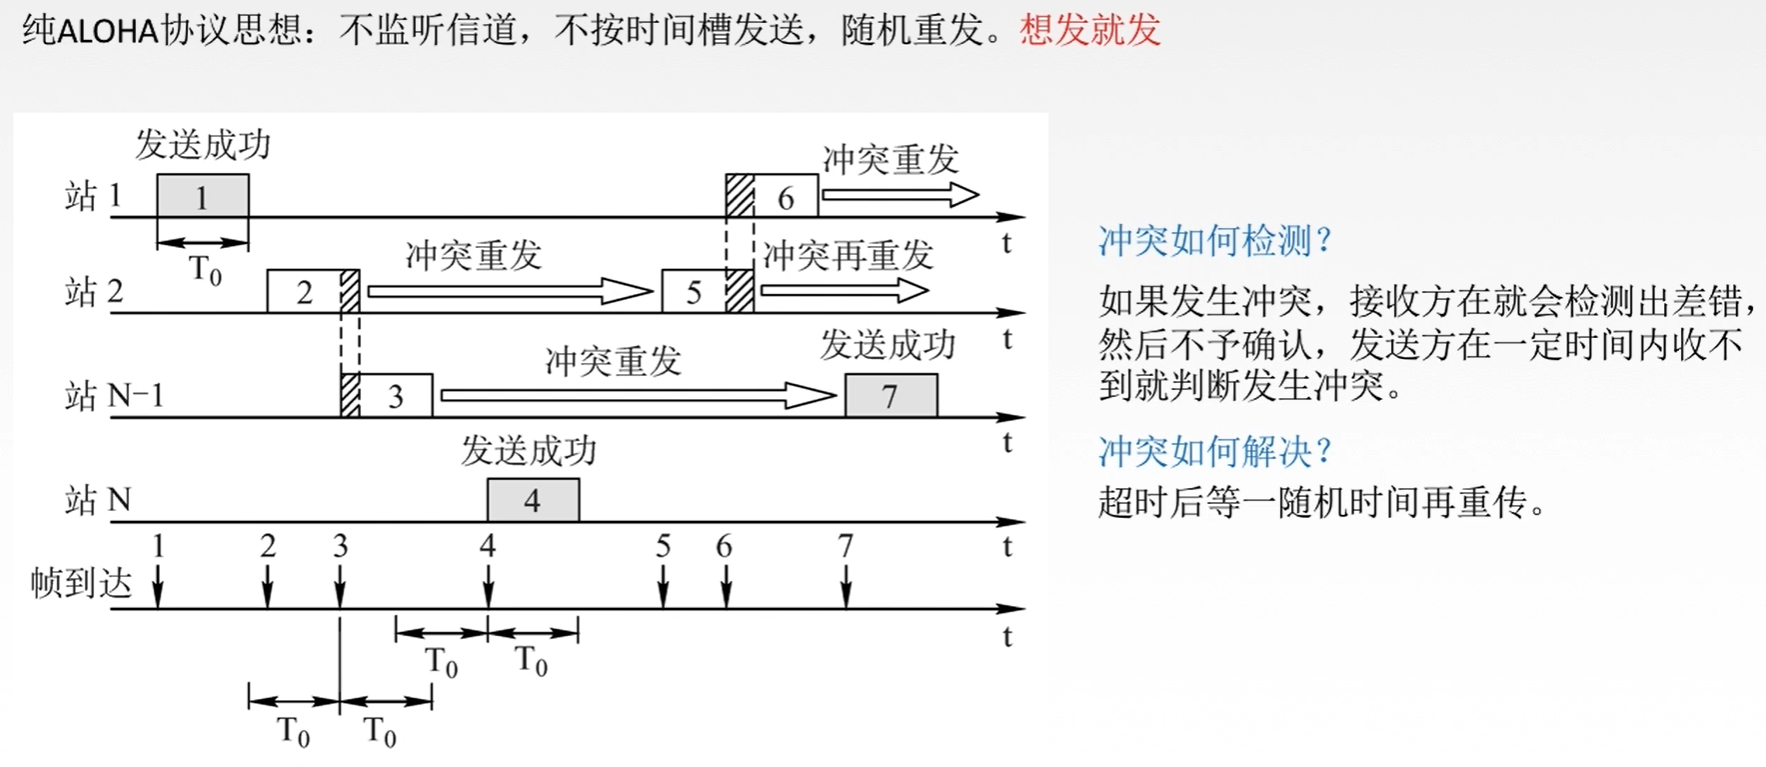 纯ALOHA协议思想：不监听信道，不按时间槽发送，随机重发。想发就发
发送成功
站 1
1
6
冲突重发
t
T₀
站 2
2
冲突重发
5
冲突再重发
t
站 N-1
3
冲突重发
发送成功
7
t
发送成功
站 N
4
t
1 2 3 4 5 6 7
帧到达
t
T₀ T₀
T₀ T₀
冲突如何检测？
如果发生冲突，接收方在就会检测出差错，
然后不予确认，发送方在一定时间内收不
到就判断发生冲突。
冲突如何解决？
超时后等一随机时间再重传。